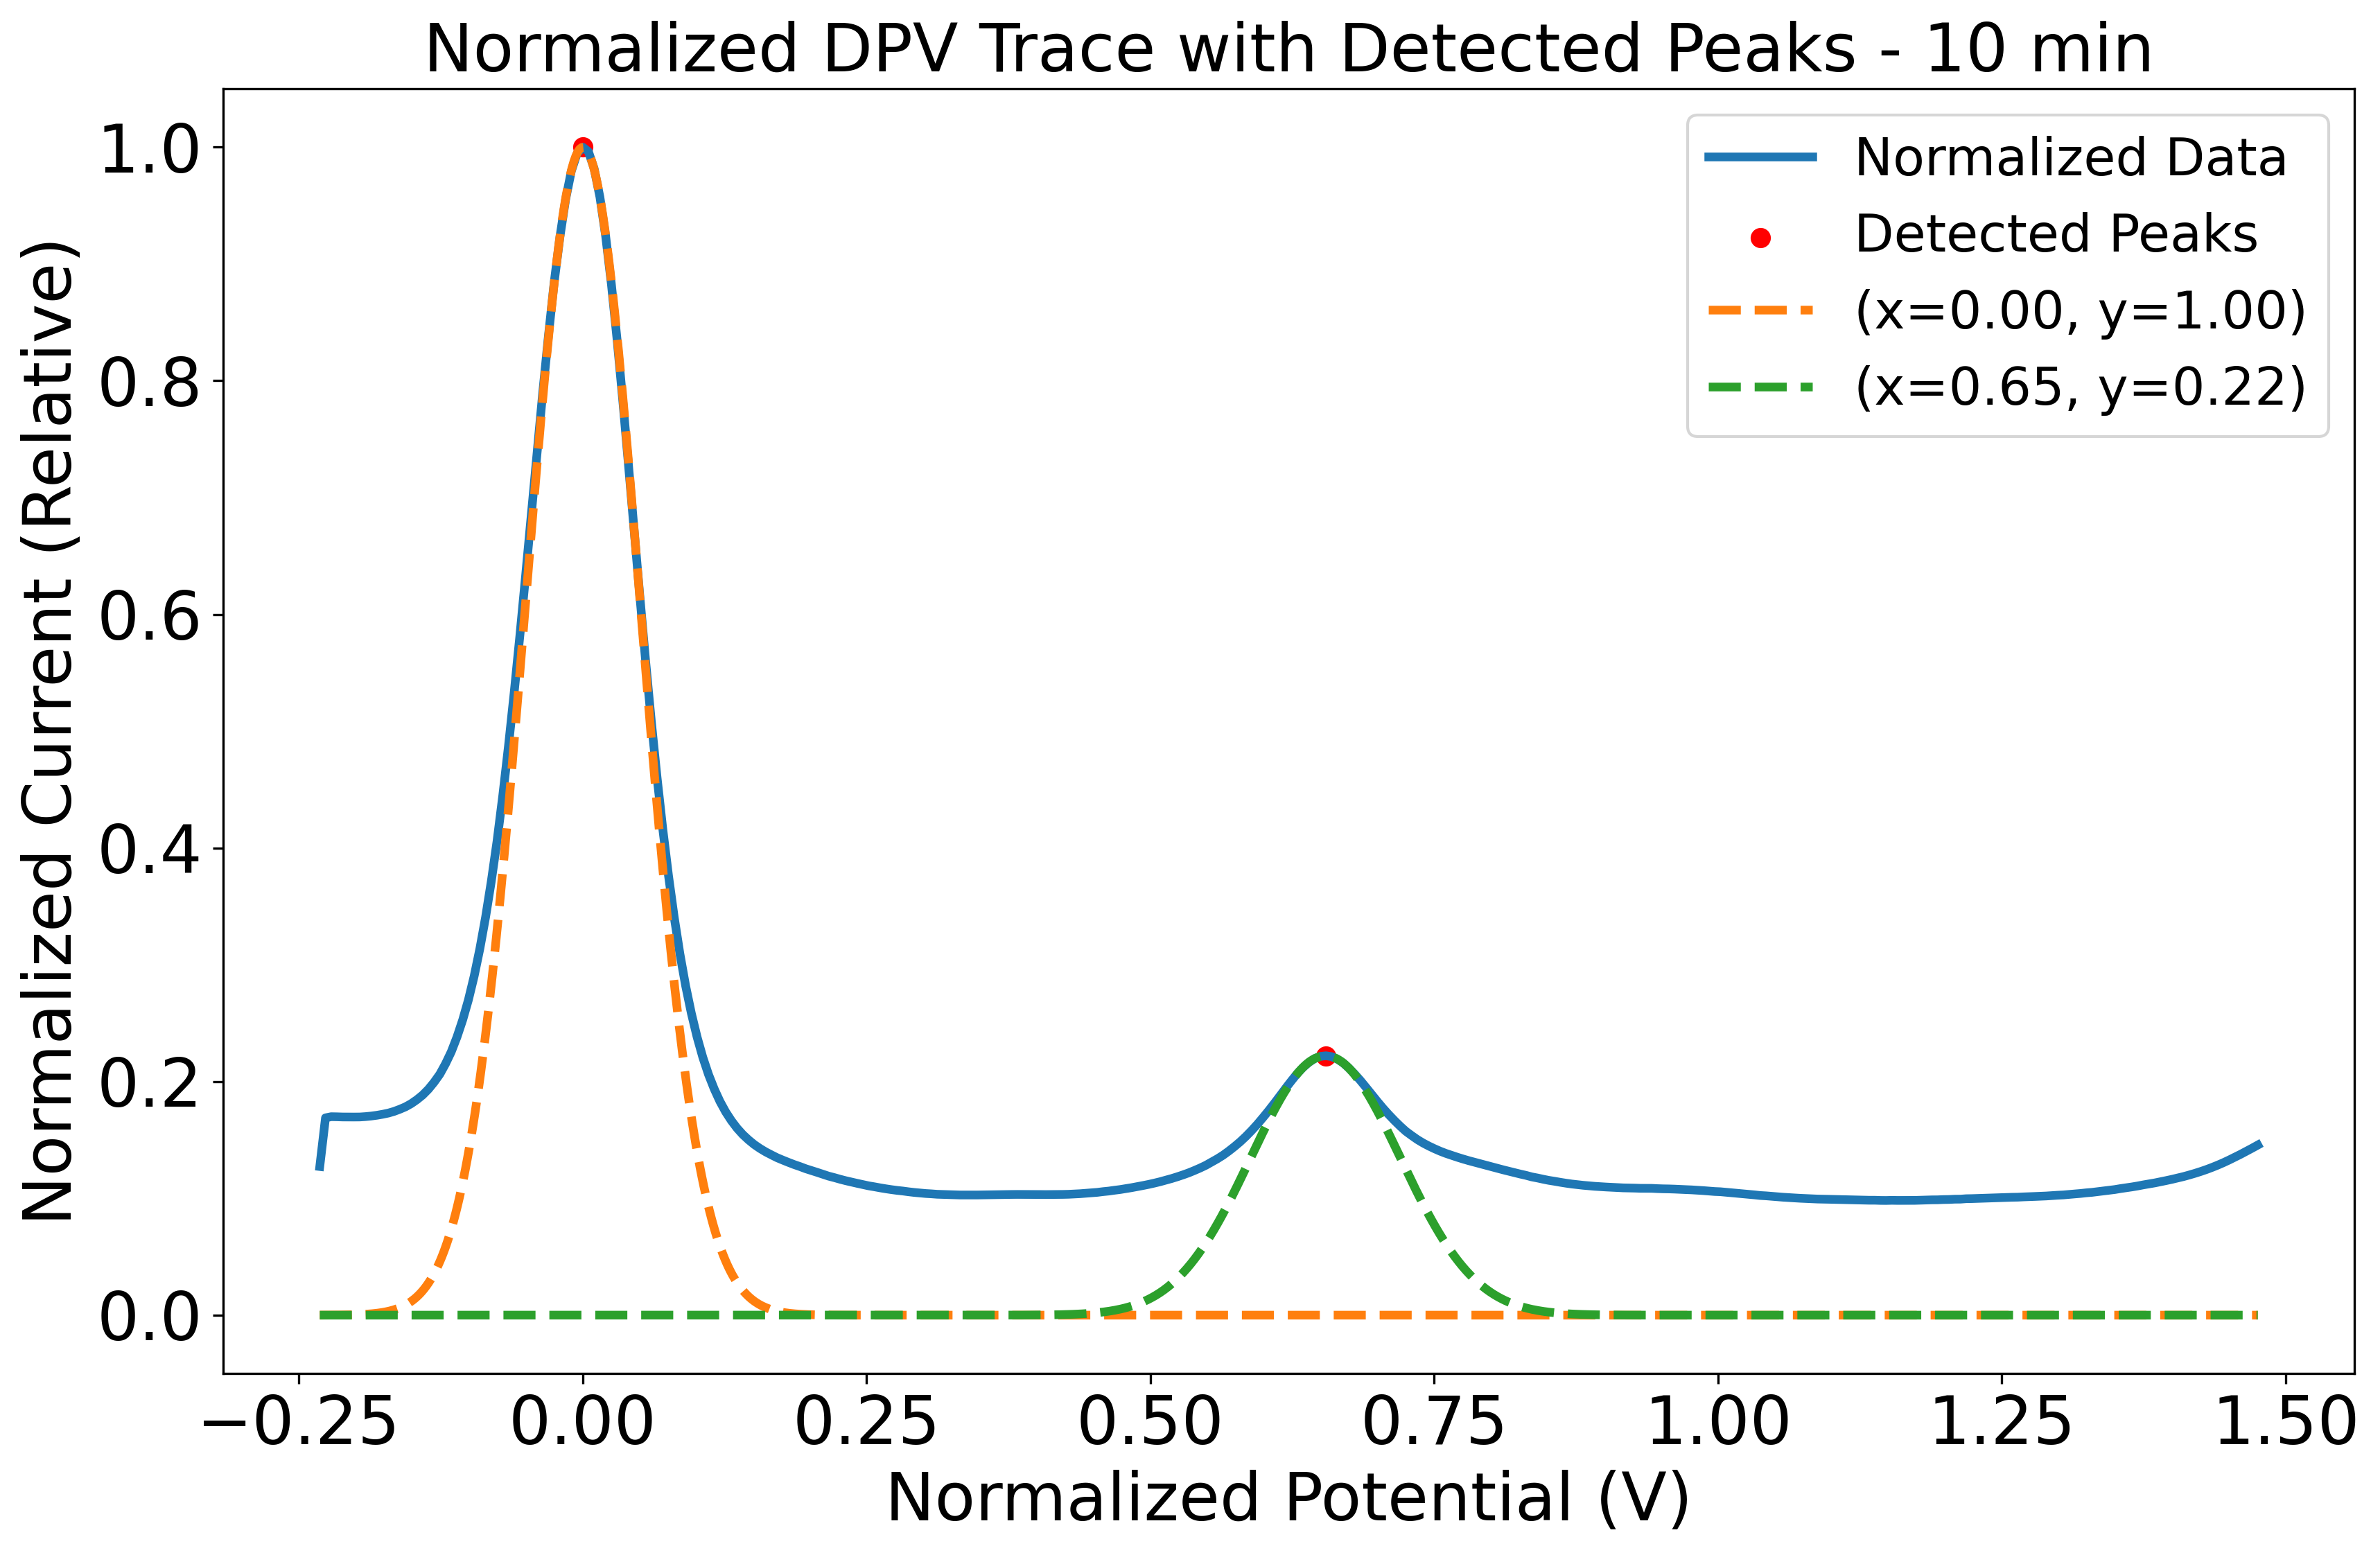 Normalized DPV Trace with Detected Peaks - 10 min
Normalized Current (Relative)
1.0
0.8
0.6
0.4
0.2
0.0
Normalized Data
Detected Peaks
(x=0.00, y=1.00)
(x=0.65, y=0.22)
−0.25 0.00 0.25 0.50 0.75 1.00 1.25 1.50
Normalized Potential (V)